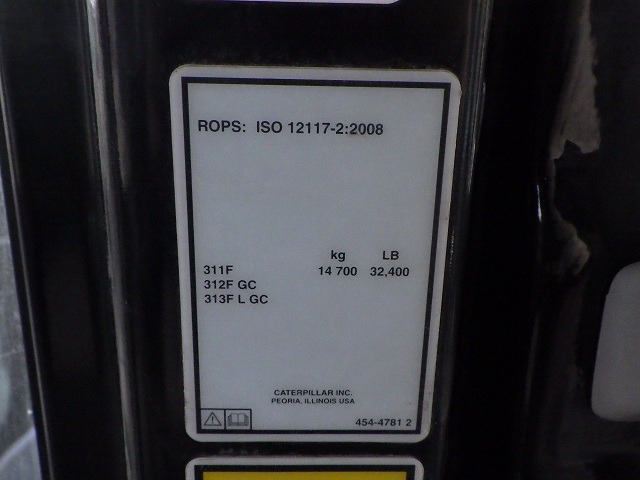 ROPS: ISO 12117-2:2008
kg LB
311F 14 700 32,400
312F GC
313F L GC
CATERPILLAR INC.
PEORIA, ILLINOIS USA
454-4781 2